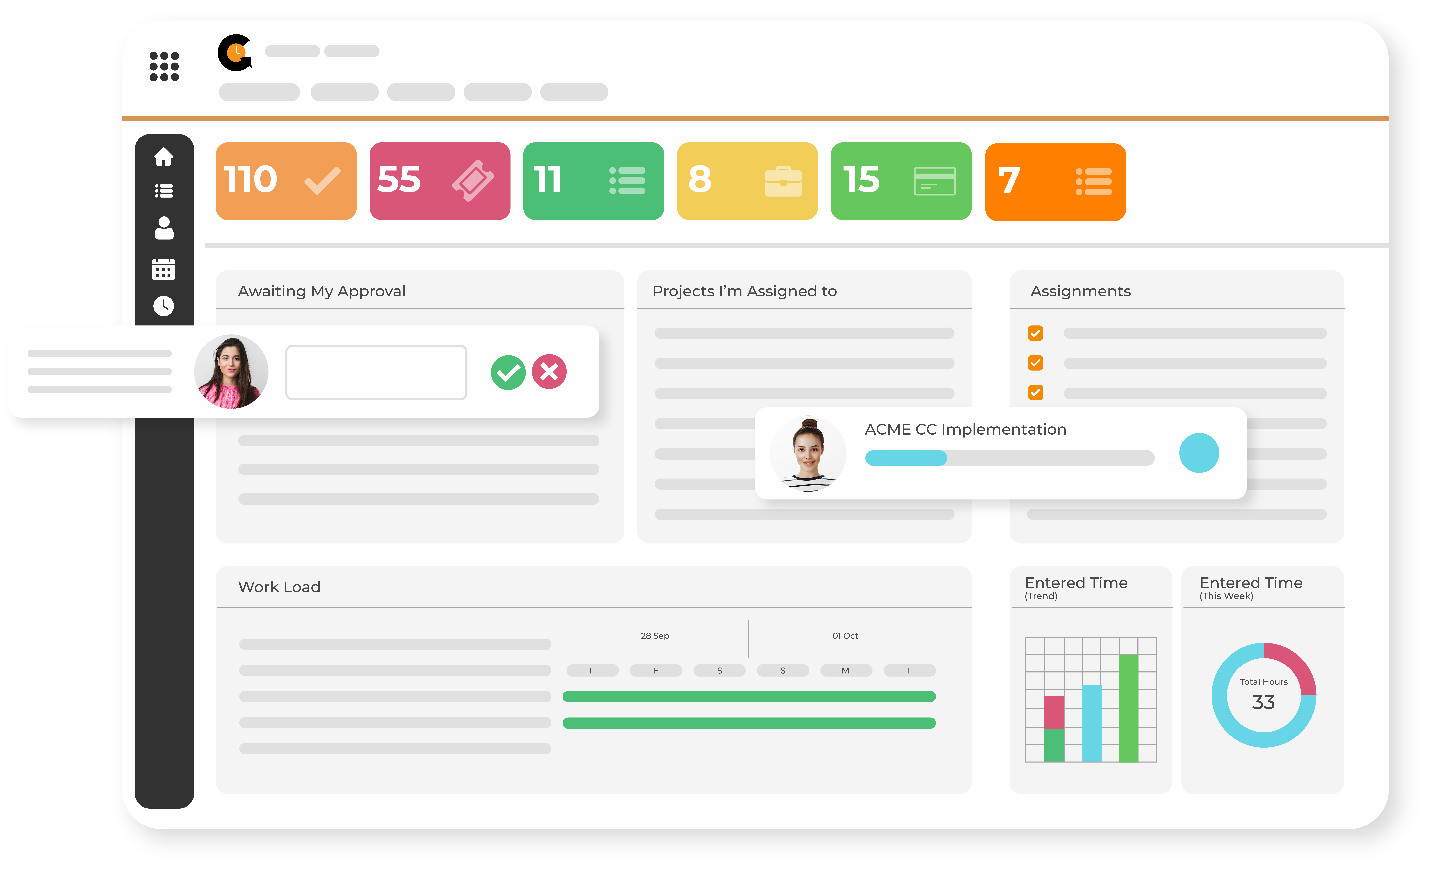 110
55
11
8
15
7
Awaiting My Approval
Projects I'm Assigned to
Assignments
ACME CC Implementation
Work Load
28 Sep
01 Oct
F
S
S
M
Entered Time
(Trend)
Entered Time
(This Week)
Total Hours
33